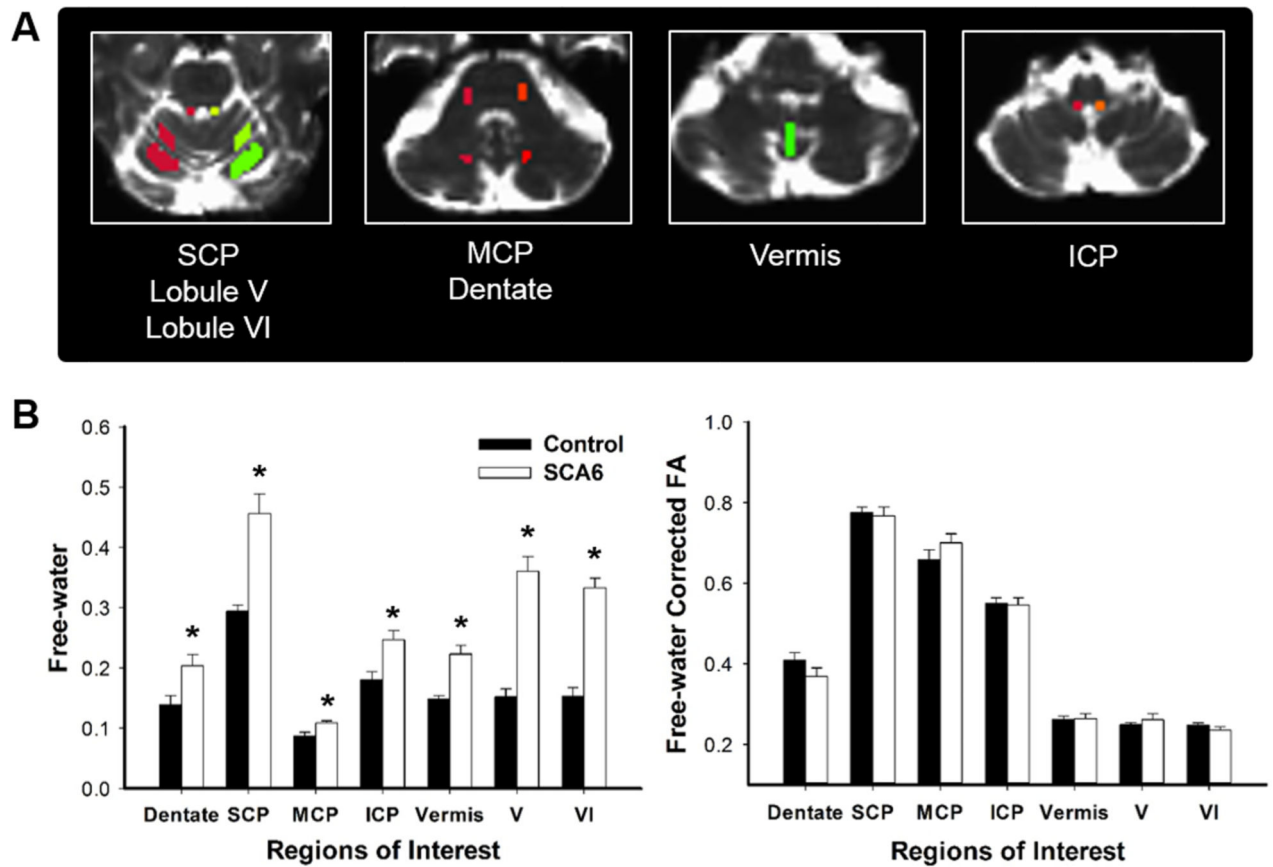 A
SCP
Lobule V
Lobule VI
MCP
Dentate
Vermis
ICP
B
Free-water
0.6
0.5
0.4
0.3
0.2
0.1
0.0
Control
SCA6
*
*
*
*
*
*
*
Dentate SCP MCP ICP Vermis V VI
Regions of Interest
Free-water Corrected FA
1.0
0.8
0.6
0.4
0.2
Dentate SCP MCP ICP Vermis V VI
Regions of Interest